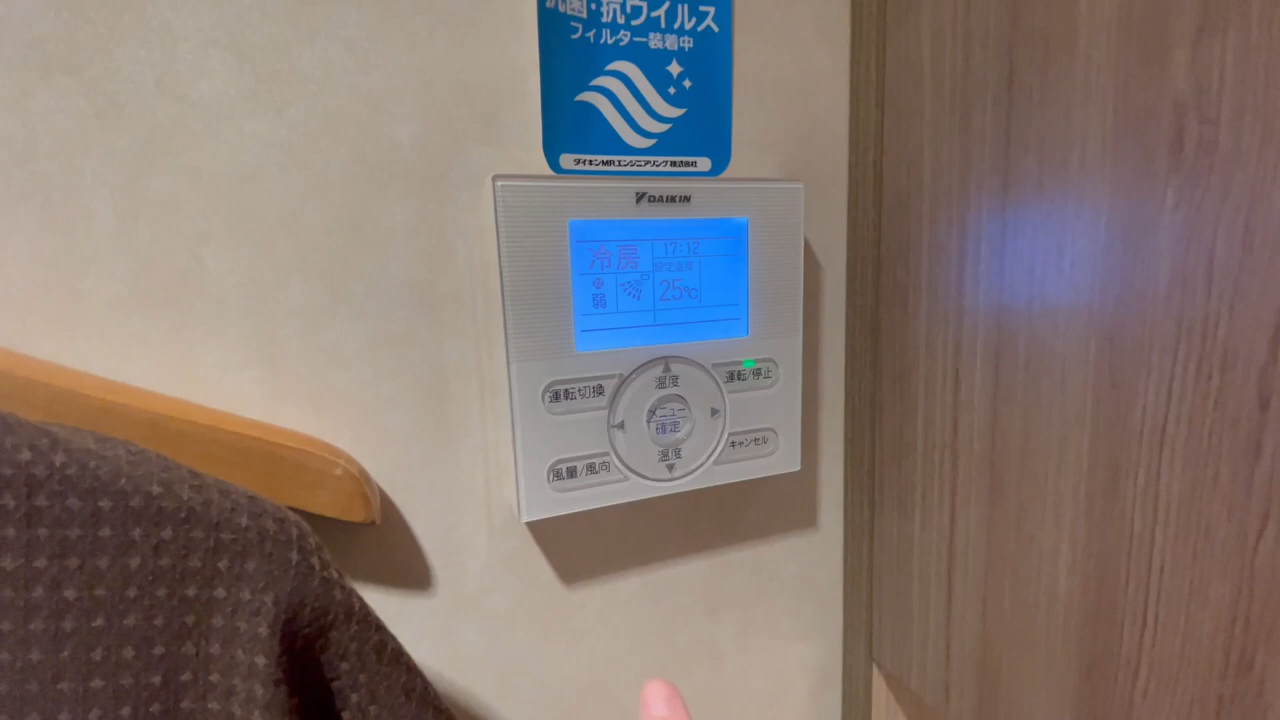 抗菌・抗ウイルス
フィルター装着中
ダイキンMRエンジニアリング株式会社
DAIKIN
冷房
17:12
設定温度
弱
25℃
運転切換
温度
運転/停止
メニュー
確定
風量/風向
温度
キャンセル